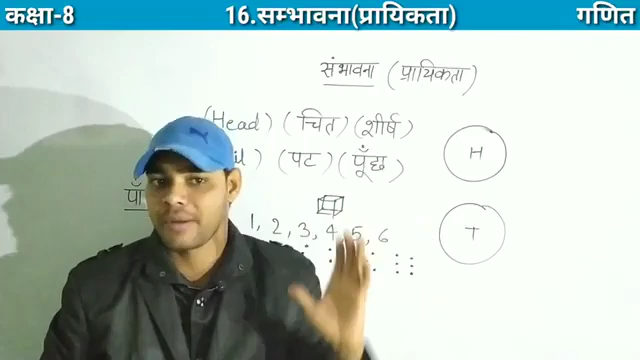 कक्षा-8 16.सम्भावना(प्रायिकता) गणित
संभावना (प्रायिकता)
(Head) (चित) (शीर्ष)
H
(पट) (पूँछ)
1, 2, 3, 4, 5, 6
T